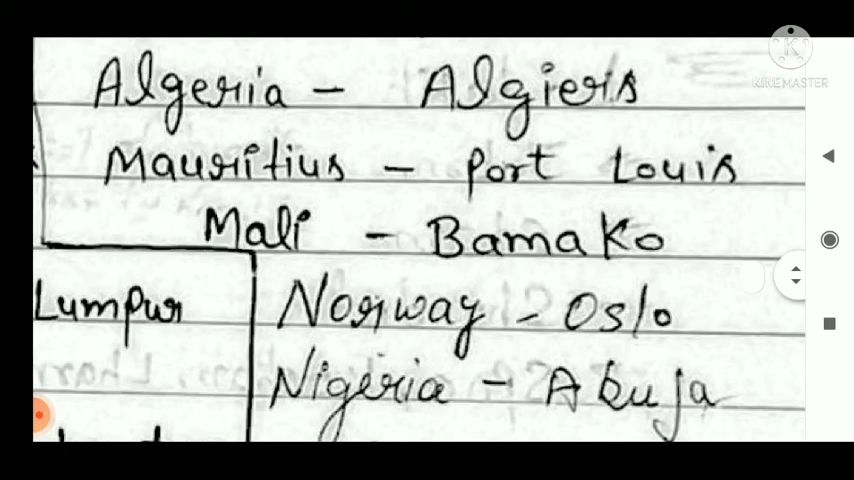 KINEMASTER
Algeria - Algiers
Mauritius - Port Louis
Mali - Bamako
Lumpur
Norway - Oslo
Nigeria - Abuja